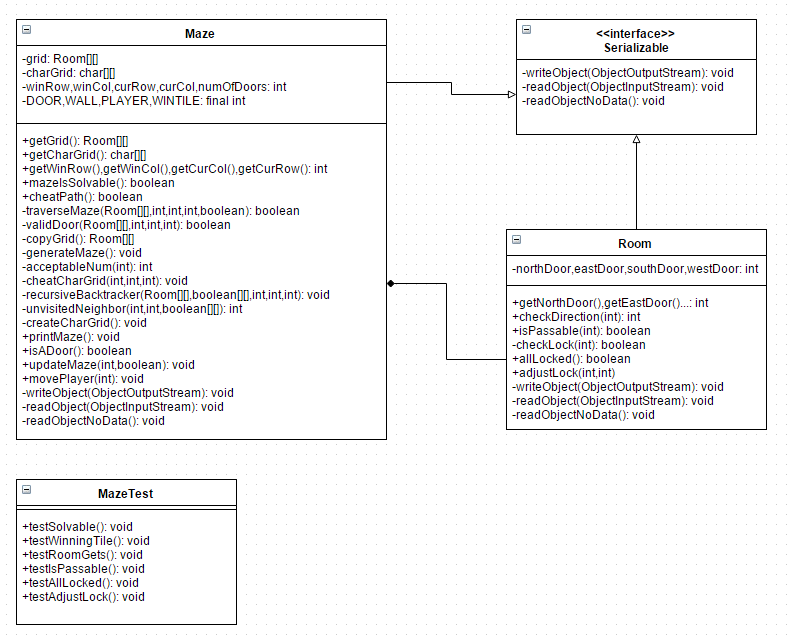 Maze
-grid: Room[][]
-charGrid: char[][]
-winRow,winCol,curRow,curCol,numOfDoors: int
-DOOR,WALL,PLAYER,WINTILE: final int
+getGrid(): Room[][]
+getCharGrid(): char[][]
+getWinRow(),getWinCol(),getCurCol(),getCurRow(): int
+mazeIsSolvable(): boolean
+cheatPath(): boolean
-traverseMaze(Room[][],int,int,int,boolean): boolean
-validDoor(Room[][],int,int,int): boolean
-copyGrid(): Room[][]
-generateMaze(): void
-acceptableNum(int): int
-cheatCharGrid(int,int,int): void
-recursiveBacktracker(Room[][],boolean[][],int,int,int): void
-unvisitedNeighbor(int,int,boolean[][]): int
-createCharGrid(): void
+printMaze(): void
+isADoor(): boolean
+updateMaze(int,boolean): void
+movePlayer(int): void
-writeObject(ObjectOutputStream): void
-readObject(ObjectInputStream): void
-readObjectNoData(): void
<<interface>>
Serializable
-writeObject(ObjectOutputStream): void
-readObject(ObjectInputStream): void
-readObjectNoData(): void
Room
-northDoor,eastDoor,southDoor,westDoor: int
+getNorthDoor(),getEastDoor()...: int
+checkDirection(int): int
+isPassable(int): boolean
-checkLock(int): boolean
+allLocked(): boolean
+adjustLock(int,int)
-writeObject(ObjectOutputStream): void
-readObject(ObjectInputStream): void
-readObjectNoData(): void
MazeTest
+testSolvable(): void
+testWinningTile(): void
+testRoomGets(): void
+testIsPassable(): void
+testAllLocked(): void
+testAdjustLock(): void